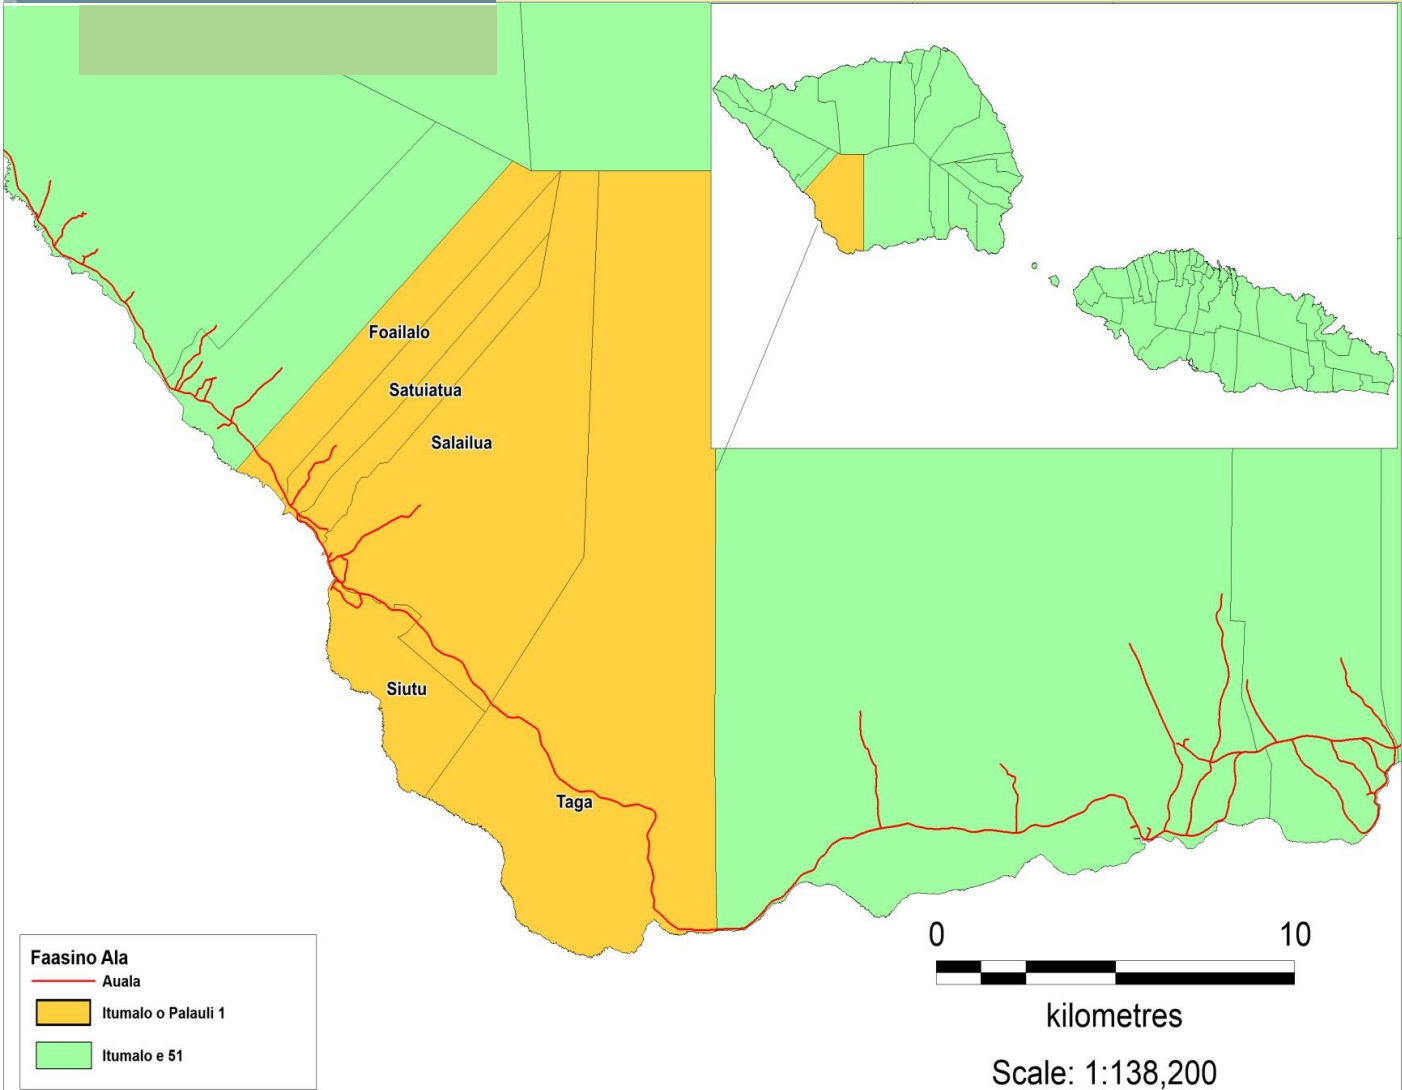 Foailalo
Satuiatua
Salailua
Siutu
Taga
Faasino Ala
Auala
Itumalo o Palauli 1
Itumalo e 51
0 10
kilometres
Scale: 1:138,200